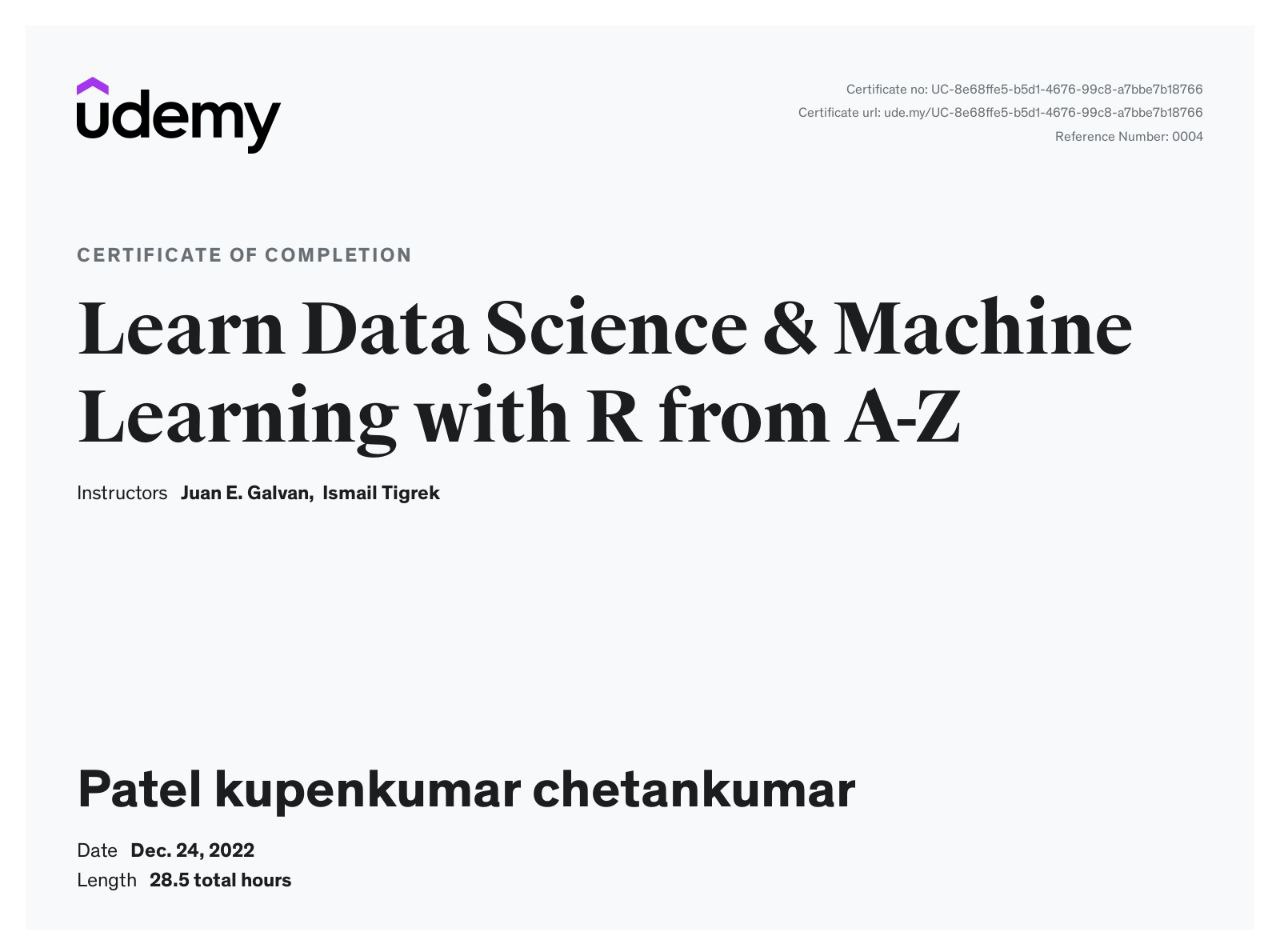 udemy
Certificate no: UC-8e68ffe5-b5d1-4676-99c8-a7bbe7b18766
Certificate url: ude.my/UC-8e68ffe5-b5d1-4676-99c8-a7bbe7b18766
Reference Number: 0004
CERTIFICATE OF COMPLETION
Learn Data Science & Machine
Learning with R from A-Z
Instructors Juan E. Galvan, Ismail Tigrek
Patel kupenkumar chetankumar
Date Dec. 24, 2022
Length 28.5 total hours